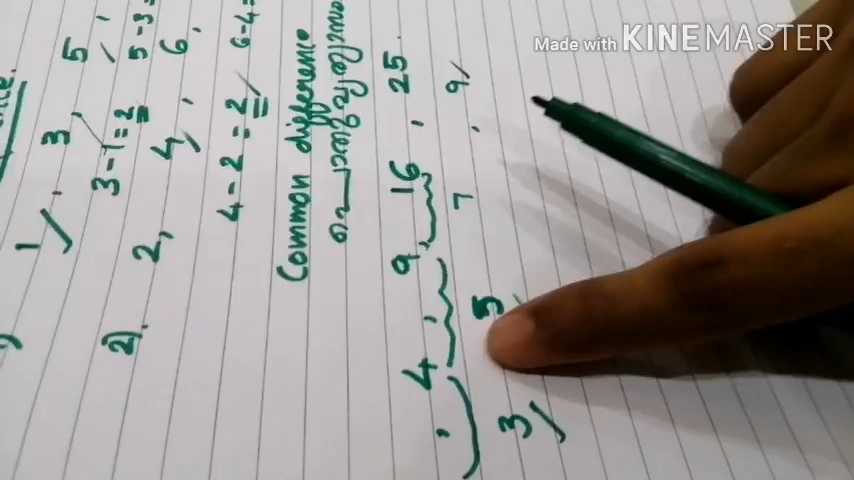 Made with KINEMASTER
1, 3, 5
3-1=2 5-3=
2). 2, 4, 6,
4-2=2 6-4=
Common difference
പൊതുവ്യത്യാസം
, 4, 9, 16, 25.
3, 5, 7, 9